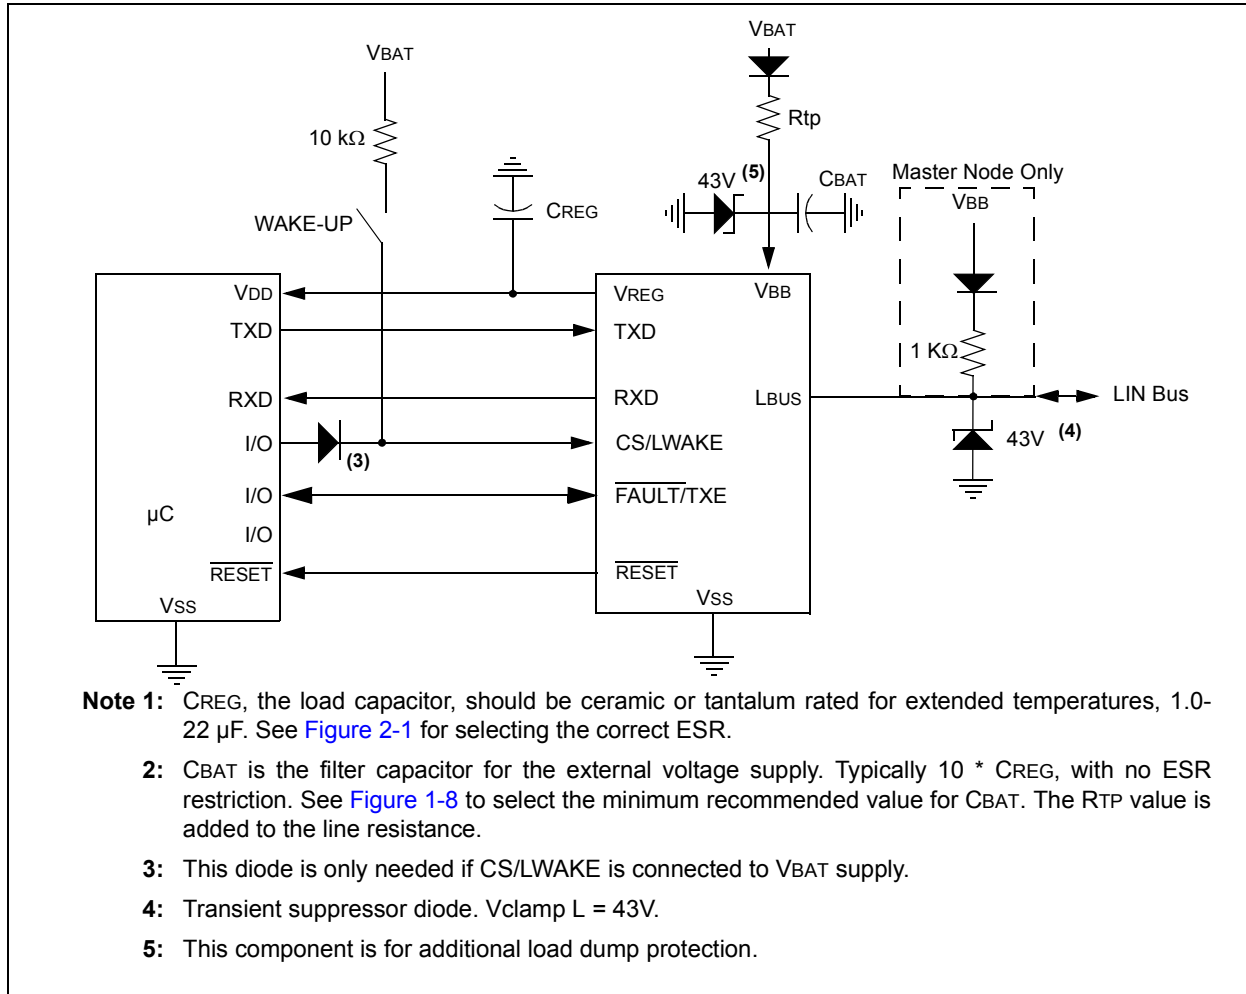 VBAT
VBAT
10 kΩ
Rtp
43V (5)
CBAT
Master Node Only
VBB
CREG
WAKE-UP
VDD
VREG
VBB
TXD
TXD
1 KΩ
RXD
RXD
LBUS
LIN Bus
I/O
(3)
CS/LWAKE
43V (4)
I/O
FAULT/TXE
µC
I/O
RESET
RESET
VSS
VSS
Note 1: CREG, the load capacitor, should be ceramic or tantalum rated for extended temperatures, 1.0-
22 µF. See Figure 2-1 for selecting the correct ESR.
2: CBAT is the filter capacitor for the external voltage supply. Typically 10 * CREG, with no ESR
restriction. See Figure 1-8 to select the minimum recommended value for CBAT. The RTP value is
added to the line resistance.
3: This diode is only needed if CS/LWAKE is connected to VBAT supply.
4: Transient suppressor diode. Vclamp L = 43V.
5: This component is for additional load dump protection.